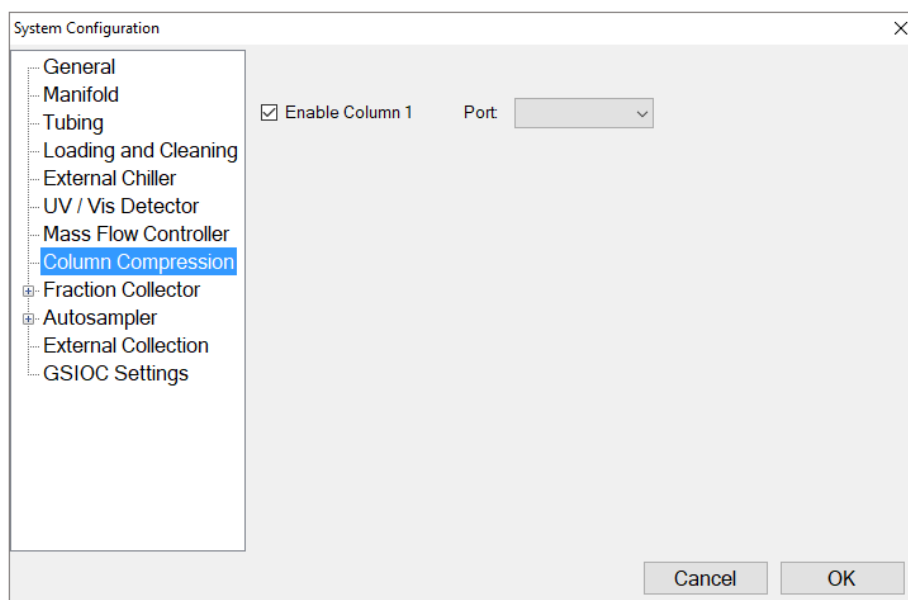 System Configuration
General
Manifold
Tubing
Loading and Cleaning
External Chiller
UV / Vis Detector
Mass Flow Controller
Column Compression
Fraction Collector
Autosampler
External Collection
GSIOC Settings
Enable Column 1 Port:
Cancel OK